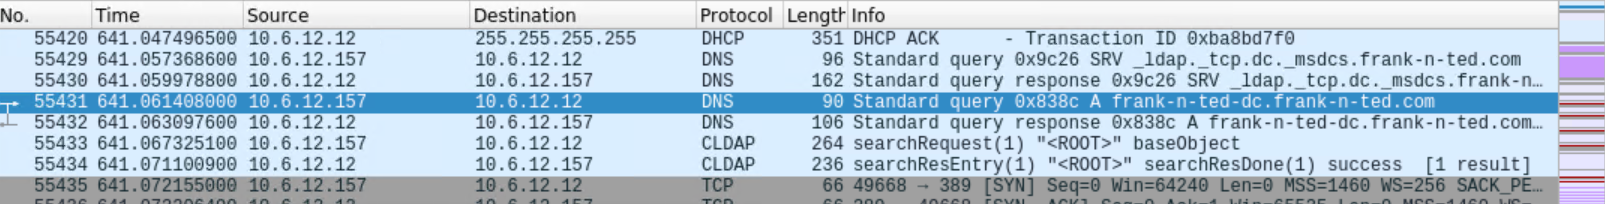 No. Time Source Destination Protocol Length Info
55420 641.047496500 10.6.12.12 255.255.255.255 DHCP 351 DHCP ACK - Transaction ID 0xba8bd7f0
55429 641.057368600 10.6.12.157 10.6.12.12 DNS 96 Standard query 0x9c26 SRV _ldap._tcp.dc._msdcs.frank-n-ted.com
55430 641.059978800 10.6.12.12 10.6.12.157 DNS 162 Standard query response 0x9c26 SRV _ldap._tcp.dc._msdcs.frank-n…
55431 641.061408000 10.6.12.157 10.6.12.12 DNS 90 Standard query 0x838c A frank-n-ted-dc.frank-n-ted.com
55432 641.063097600 10.6.12.12 10.6.12.157 DNS 106 Standard query response 0x838c A frank-n-ted-dc.frank-n-ted.com…
55433 641.067325100 10.6.12.157 10.6.12.12 CLDAP 264 searchRequest(1) "<ROOT>" baseObject
55434 641.071100900 10.6.12.12 10.6.12.157 CLDAP 236 searchResEntry(1) "<ROOT>" searchResDone(1) success [1 result]
55435 641.072155000 10.6.12.157 10.6.12.12 TCP 66 49668 → 389 [SYN] Seq=0 Win=64240 Len=0 MSS=1460 WS=256 SACK_PE…